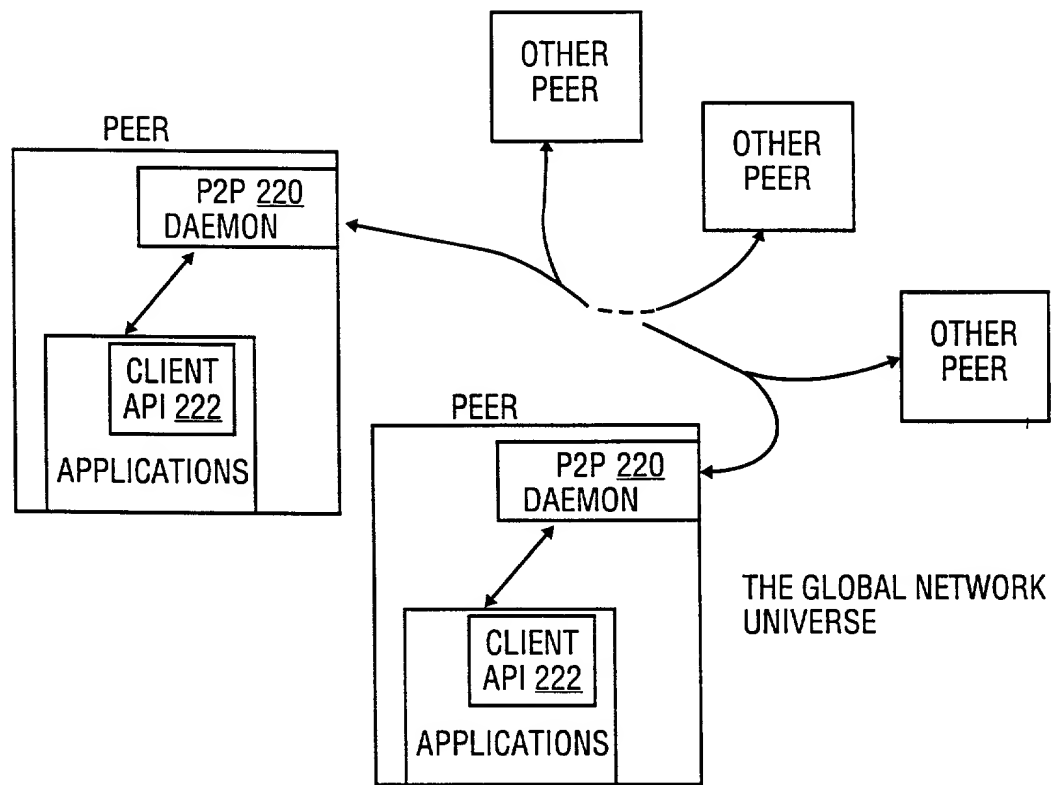 OTHER
PEER
OTHER
PEER
PEER
P2P 220
DAEMON
CLIENT
API 222
APPLICATIONS
OTHER
PEER
PEER
P2P 220
DAEMON
CLIENT
API 222
APPLICATIONS
THE GLOBAL NETWORK
UNIVERSE